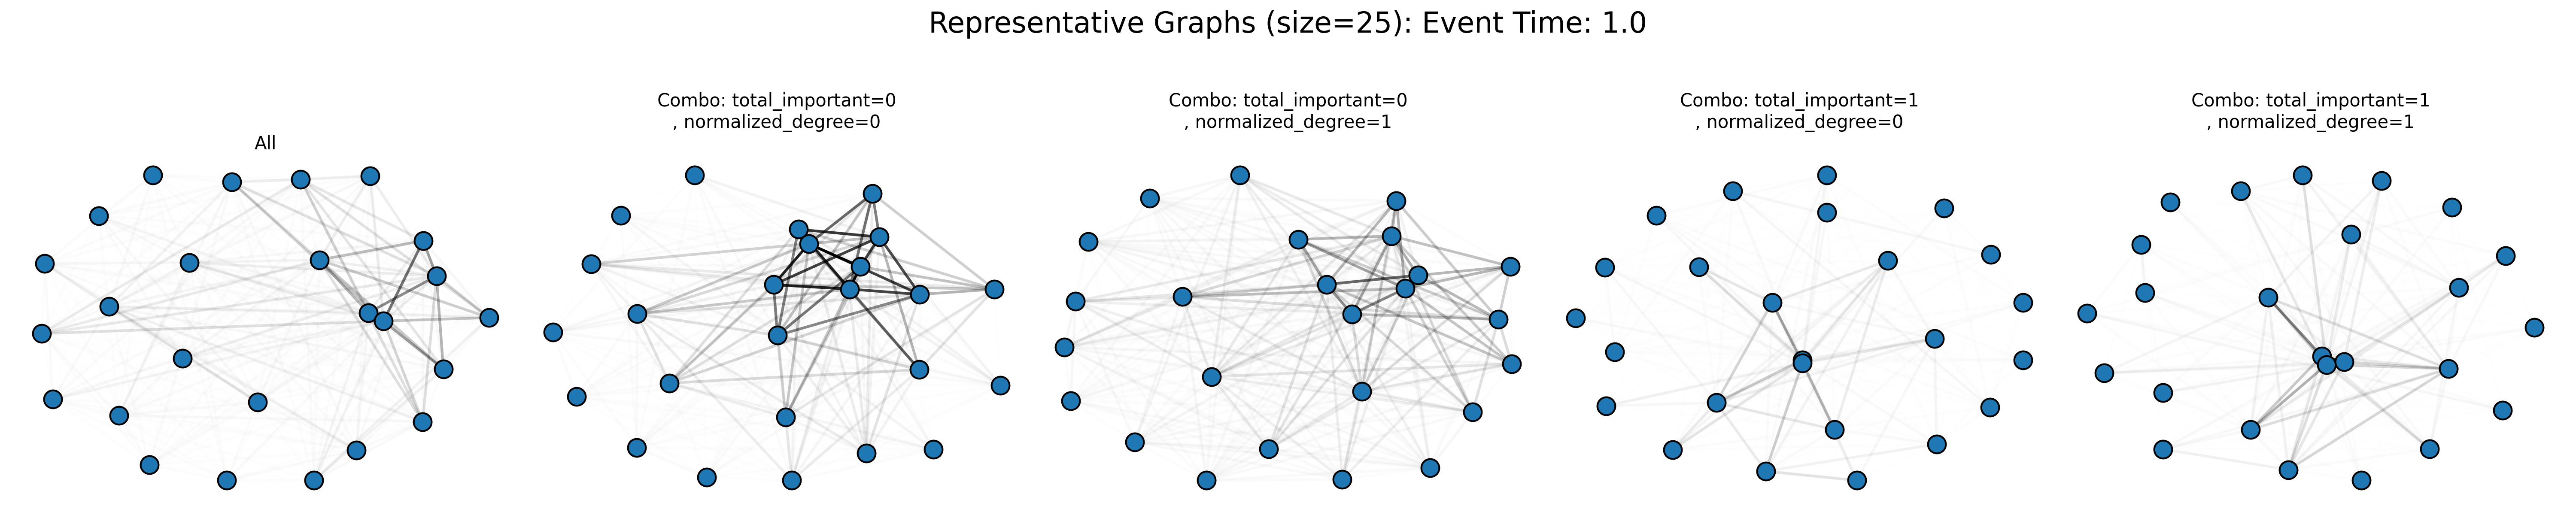 Representative Graphs (size=25): Event Time: 1.0
All
Combo: total_important=0
, normalized_degree=0
Combo: total_important=0
, normalized_degree=1
Combo: total_important=1
, normalized_degree=0
Combo: total_important=1
, normalized_degree=1